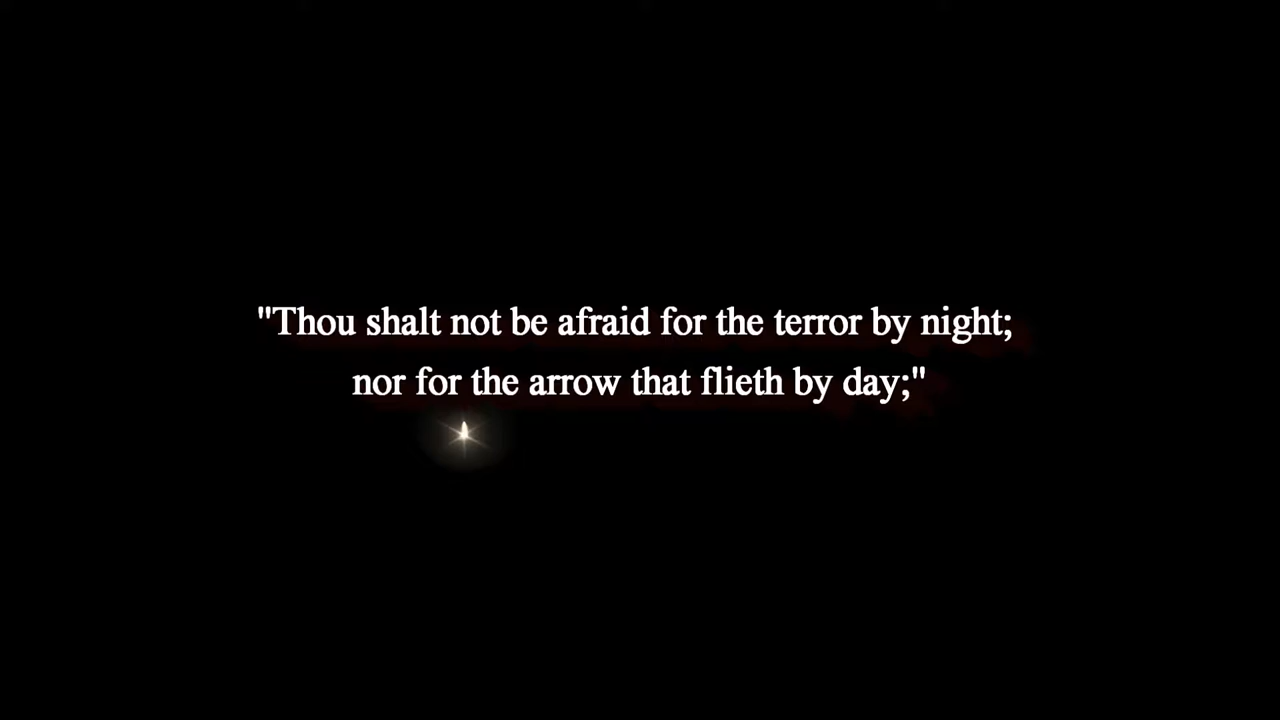 "Thou shalt not be afraid for the terror by night;
nor for the arrow that flieth by day;"